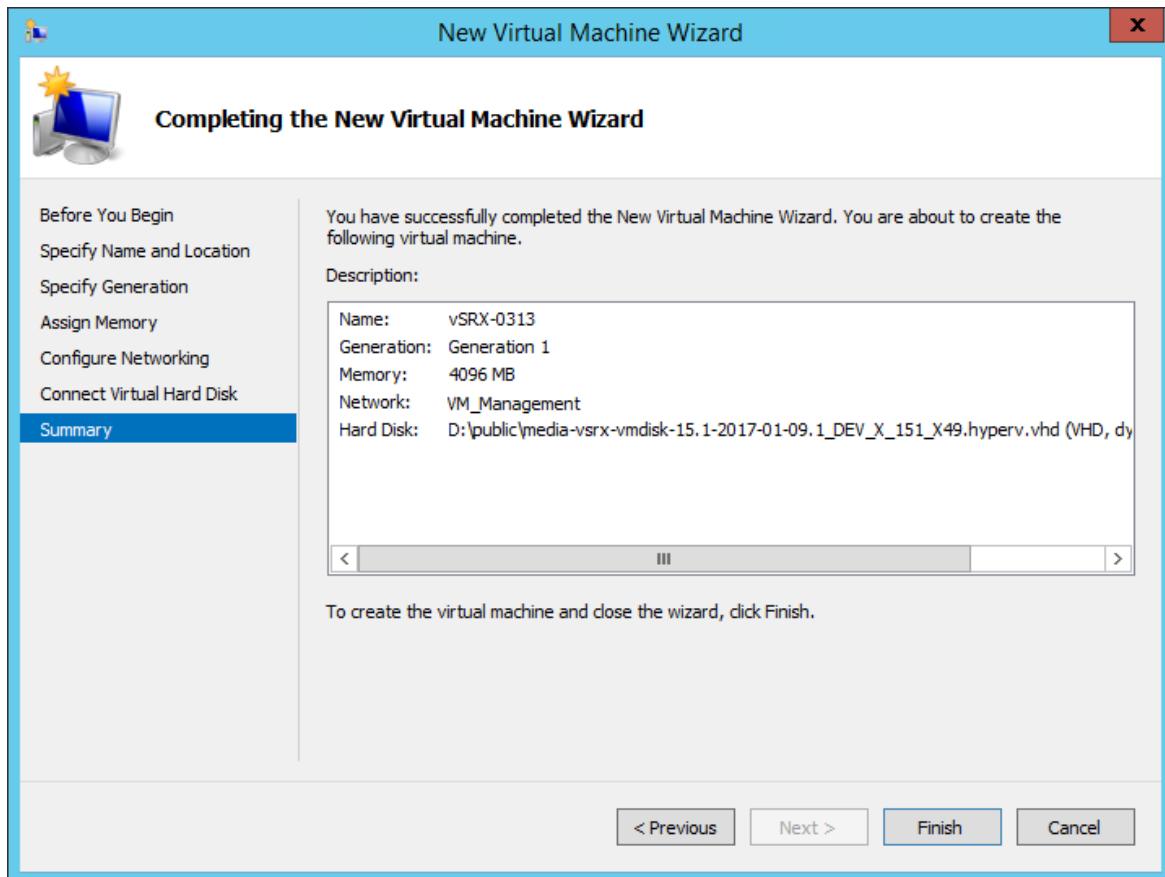 New Virtual Machine Wizard
x
Completing the New Virtual Machine Wizard
Before You Begin
Specify Name and Location
Specify Generation
Assign Memory
Configure Networking
Connect Virtual Hard Disk
Summary
You have successfully completed the New Virtual Machine Wizard. You are about to create the
following virtual machine.
Description:
Name: vSRX-0313
Generation: Generation 1
Memory: 4096 MB
Network: VM_Management
Hard Disk: D:\public\media-vsrx-vmdisk-15.1-2017-01-09.1_DEV_X_151_X49.hyperv.vhd (VHD, dy
To create the virtual machine and close the wizard, click Finish.
< Previous
Next >
Finish
Cancel